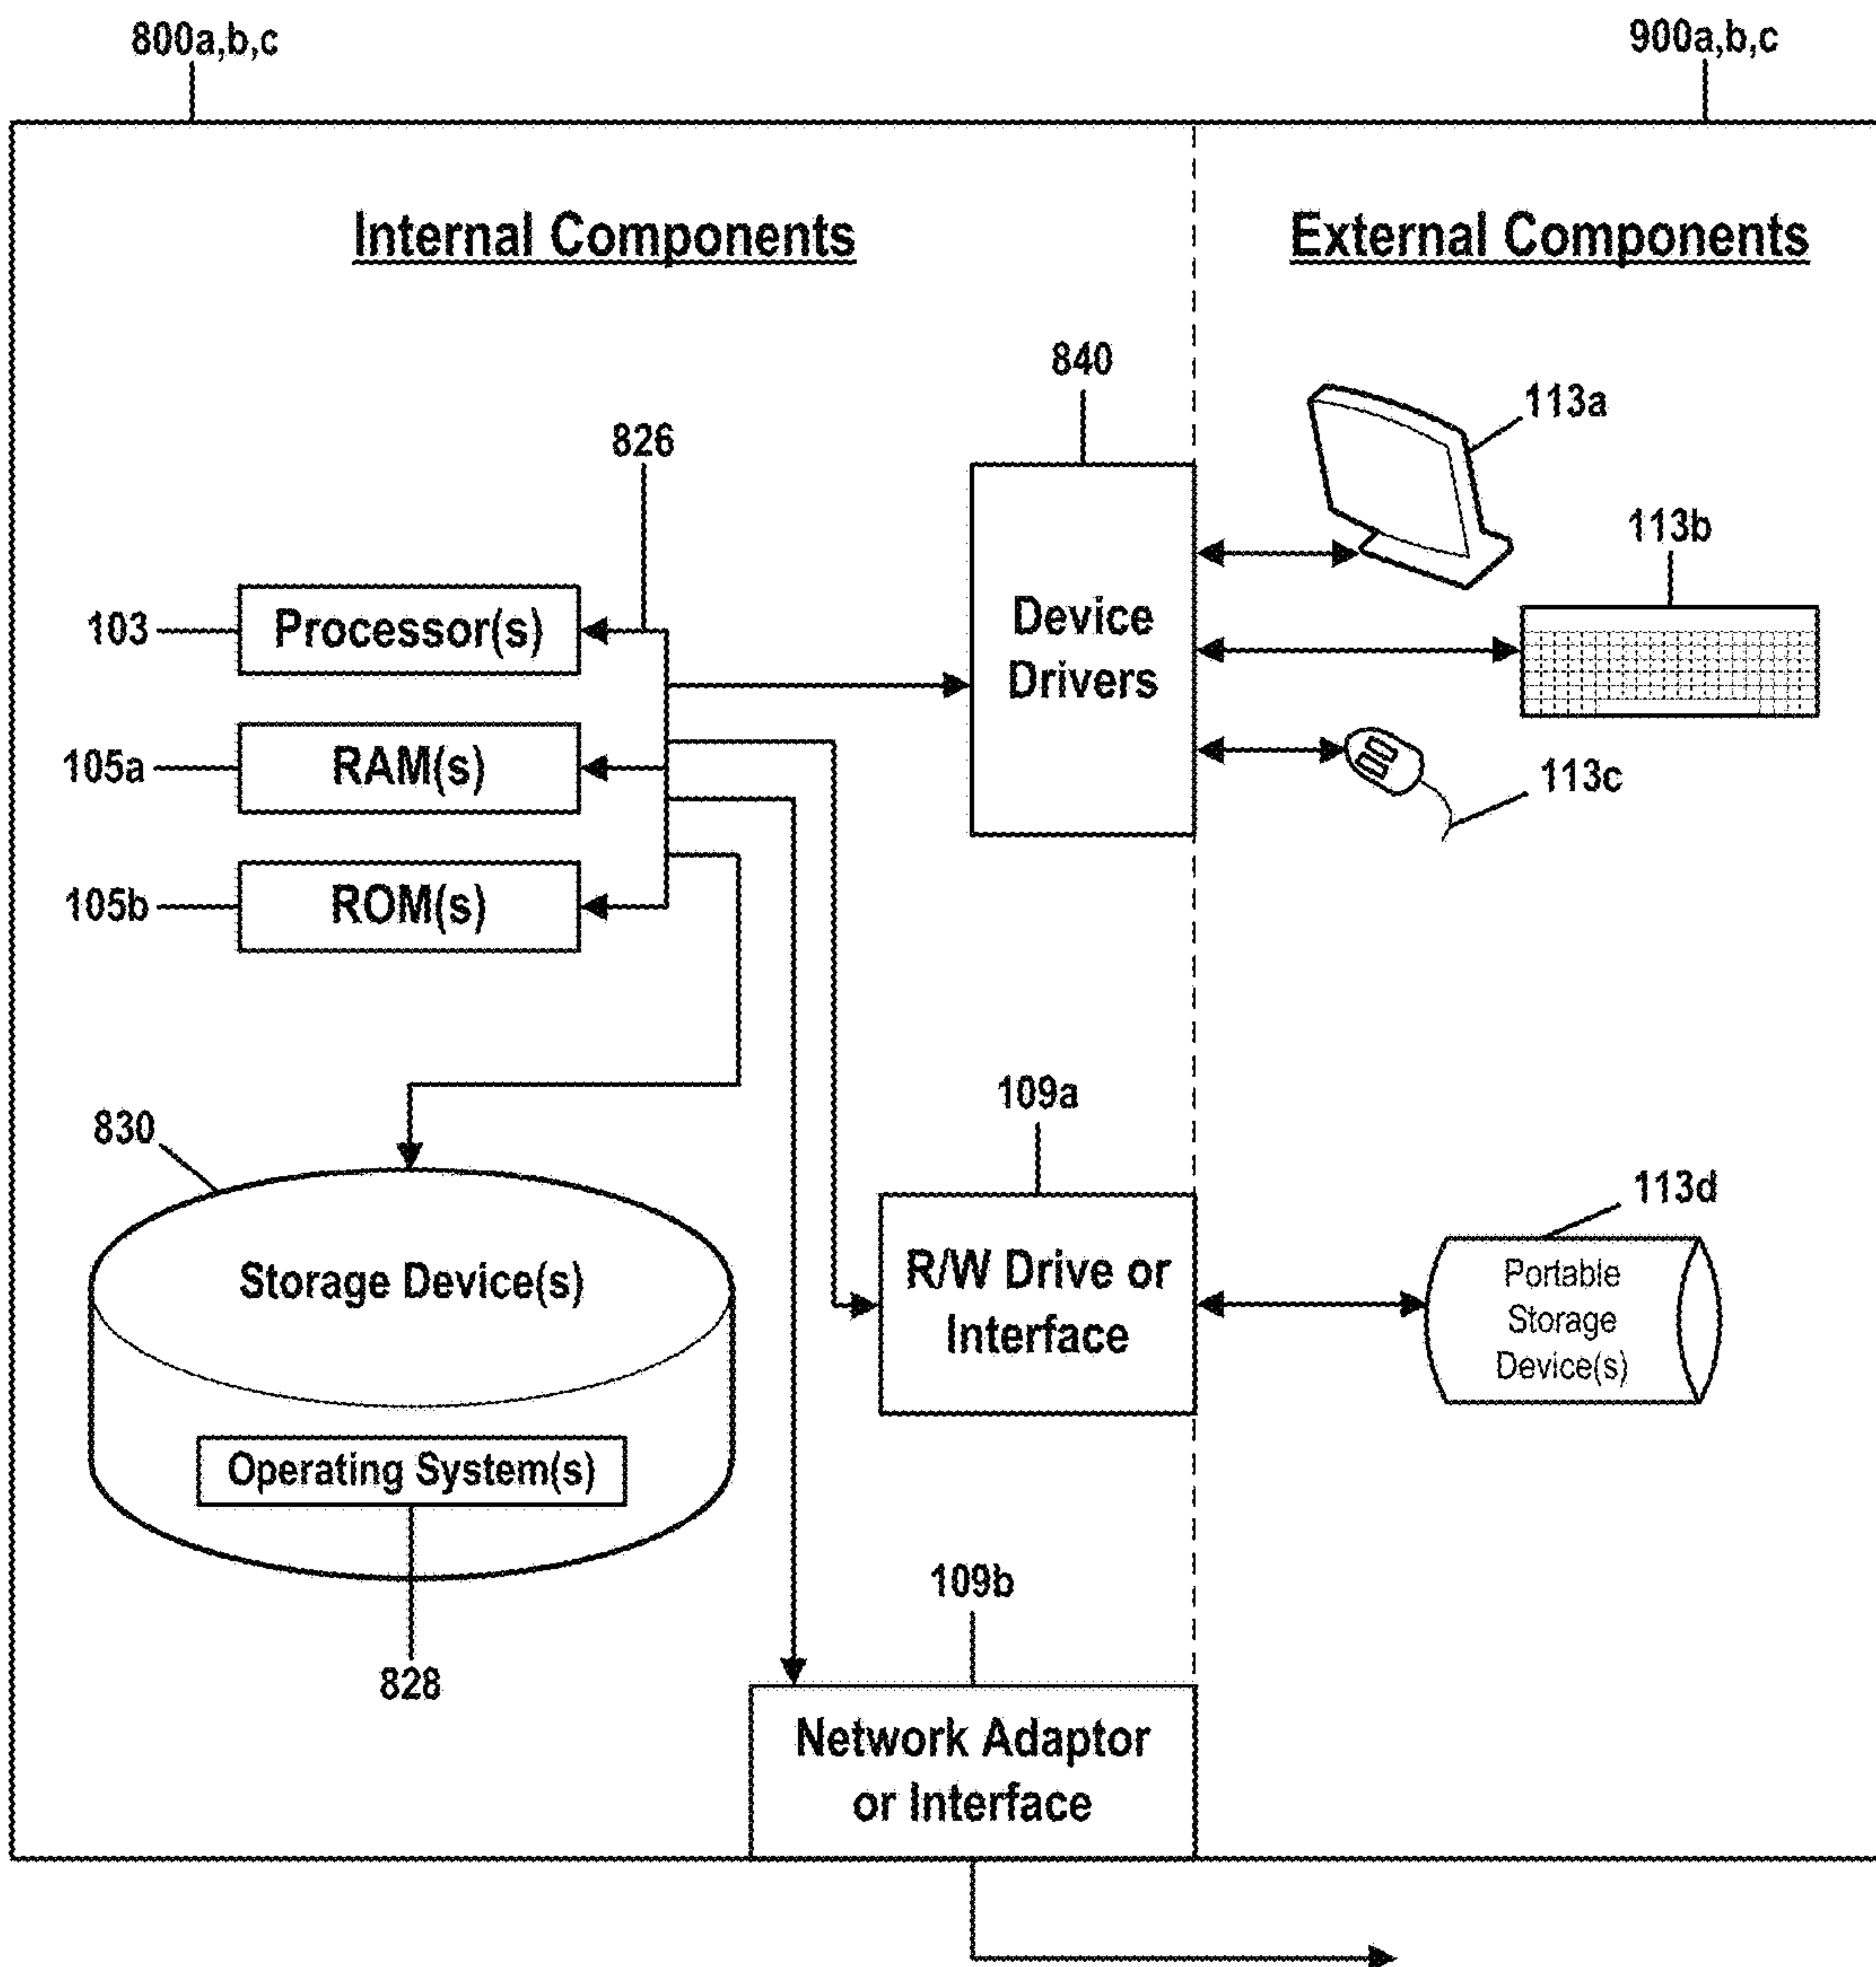 800a,b,c
900a,b,c
Internal Components
External Components
840
826
113a
113b
113c
103
Processor(s)
105a
RAM(s)
105b
ROM(s)
Device
Drivers
830
Storage Device(s)
Operating System(s)
828
109a
R/W Drive or
Interface
113d
Portable
Storage
Device(s)
109b
Network Adaptor
or Interface